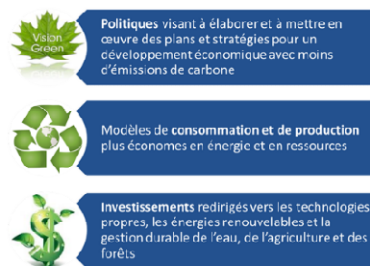 Vision
Green
Politiques visant à élaborer et à mettre en
œuvre des plans et stratégies pour un
développement économique avec moins
d'émissions de carbone
Modèles de consommation et de production
plus économes en énergie et en ressources
Investissements redirigés vers les technologies
propres, les énergies renouvelables et la
gestion durable de l'eau, de l'agriculture et des
forêts